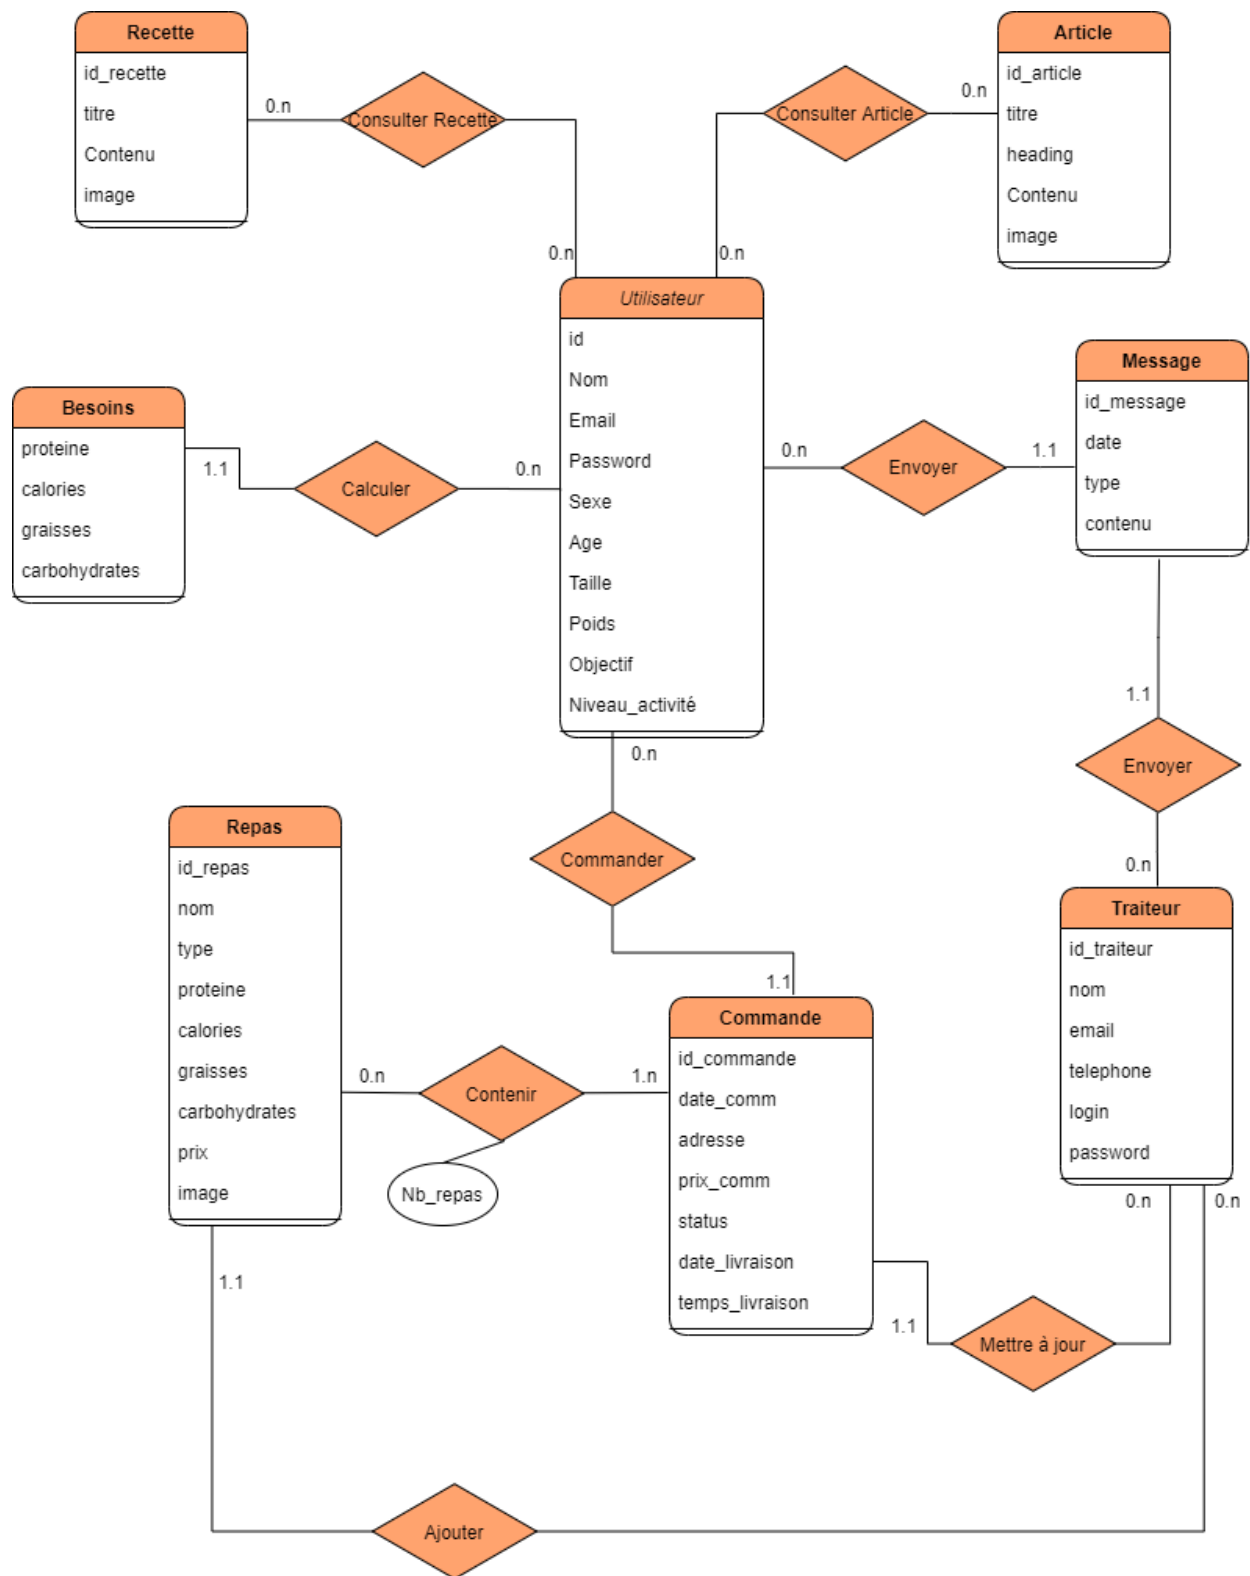 Recette
id_recette
titre
Contenu
image
0.n
Consulter Recette
0.n
Article
id_article
titre
heading
Contenu
image
0.n
Consulter Article
0.n
Utilisateur
id
Nom
Email
Password
Sexe
Age
Taille
Poids
Objectif
Niveau_activité
Besoins
proteine
calories
graisses
carbohydrates
1.1
Calculer
0.n
Message
id_message
date
type
contenu
0.n
Envoyer
1.1
1.1
Envoyer
0.n
0.n
Commander
1.1
Repas
id_repas
nom
type
proteine
calories
graisses
carbohydrates
prix
image
0.n
Contenir
1.n
Nb_repas
Commande
id_commande
date_comm
adresse
prix_comm
status
date_livraison
temps_livraison
Traiteur
id_traiteur
nom
email
telephone
login
password
0.n
0.n
1.1
Mettre à jour
1.1
Ajouter